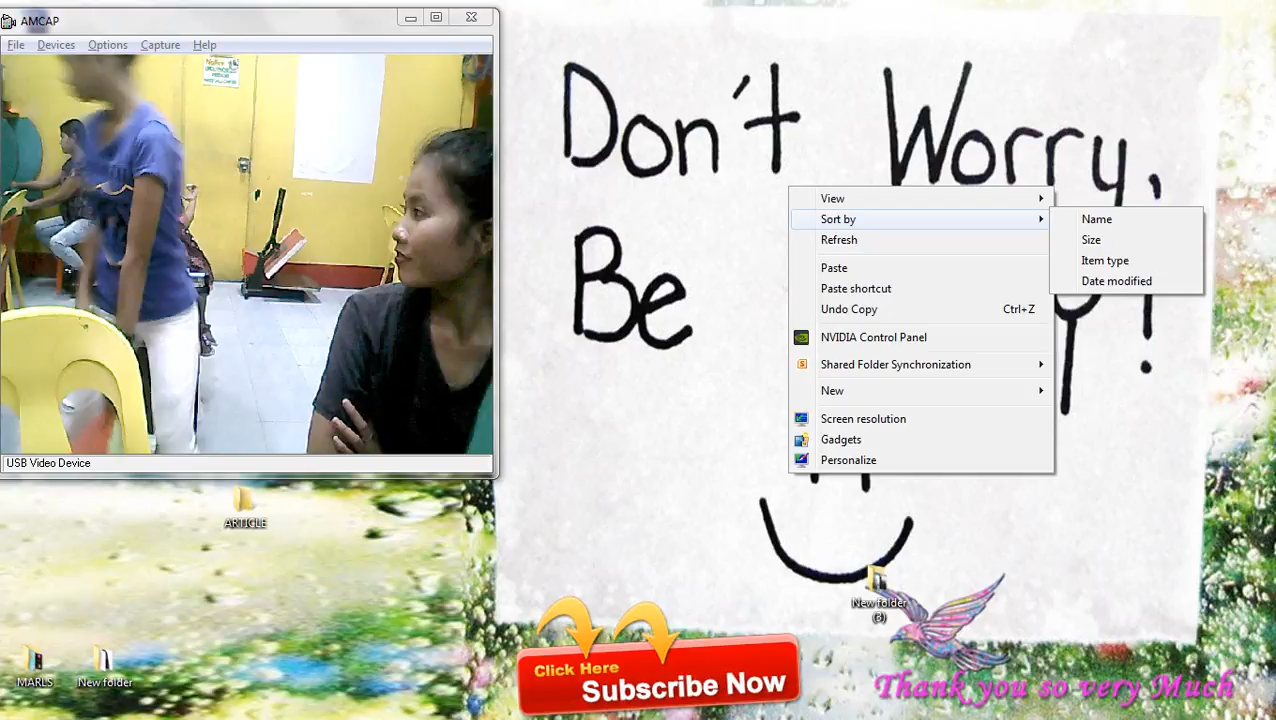 AMCAP
File Devices Options Capture Help
Notice
USB Video Device
Don't Worry,
Be
View
Sort by
Refresh
Paste
Paste shortcut
Undo Copy Ctrl+Z
NVIDIA Control Panel
Shared Folder Synchronization
New
Screen resolution
Gadgets
Personalize
Name
Size
Item type
Date modified
ARTICLE
MARLS
New folder
New folder
(3)
Click Here
Subscribe Now
Thank you so very Much